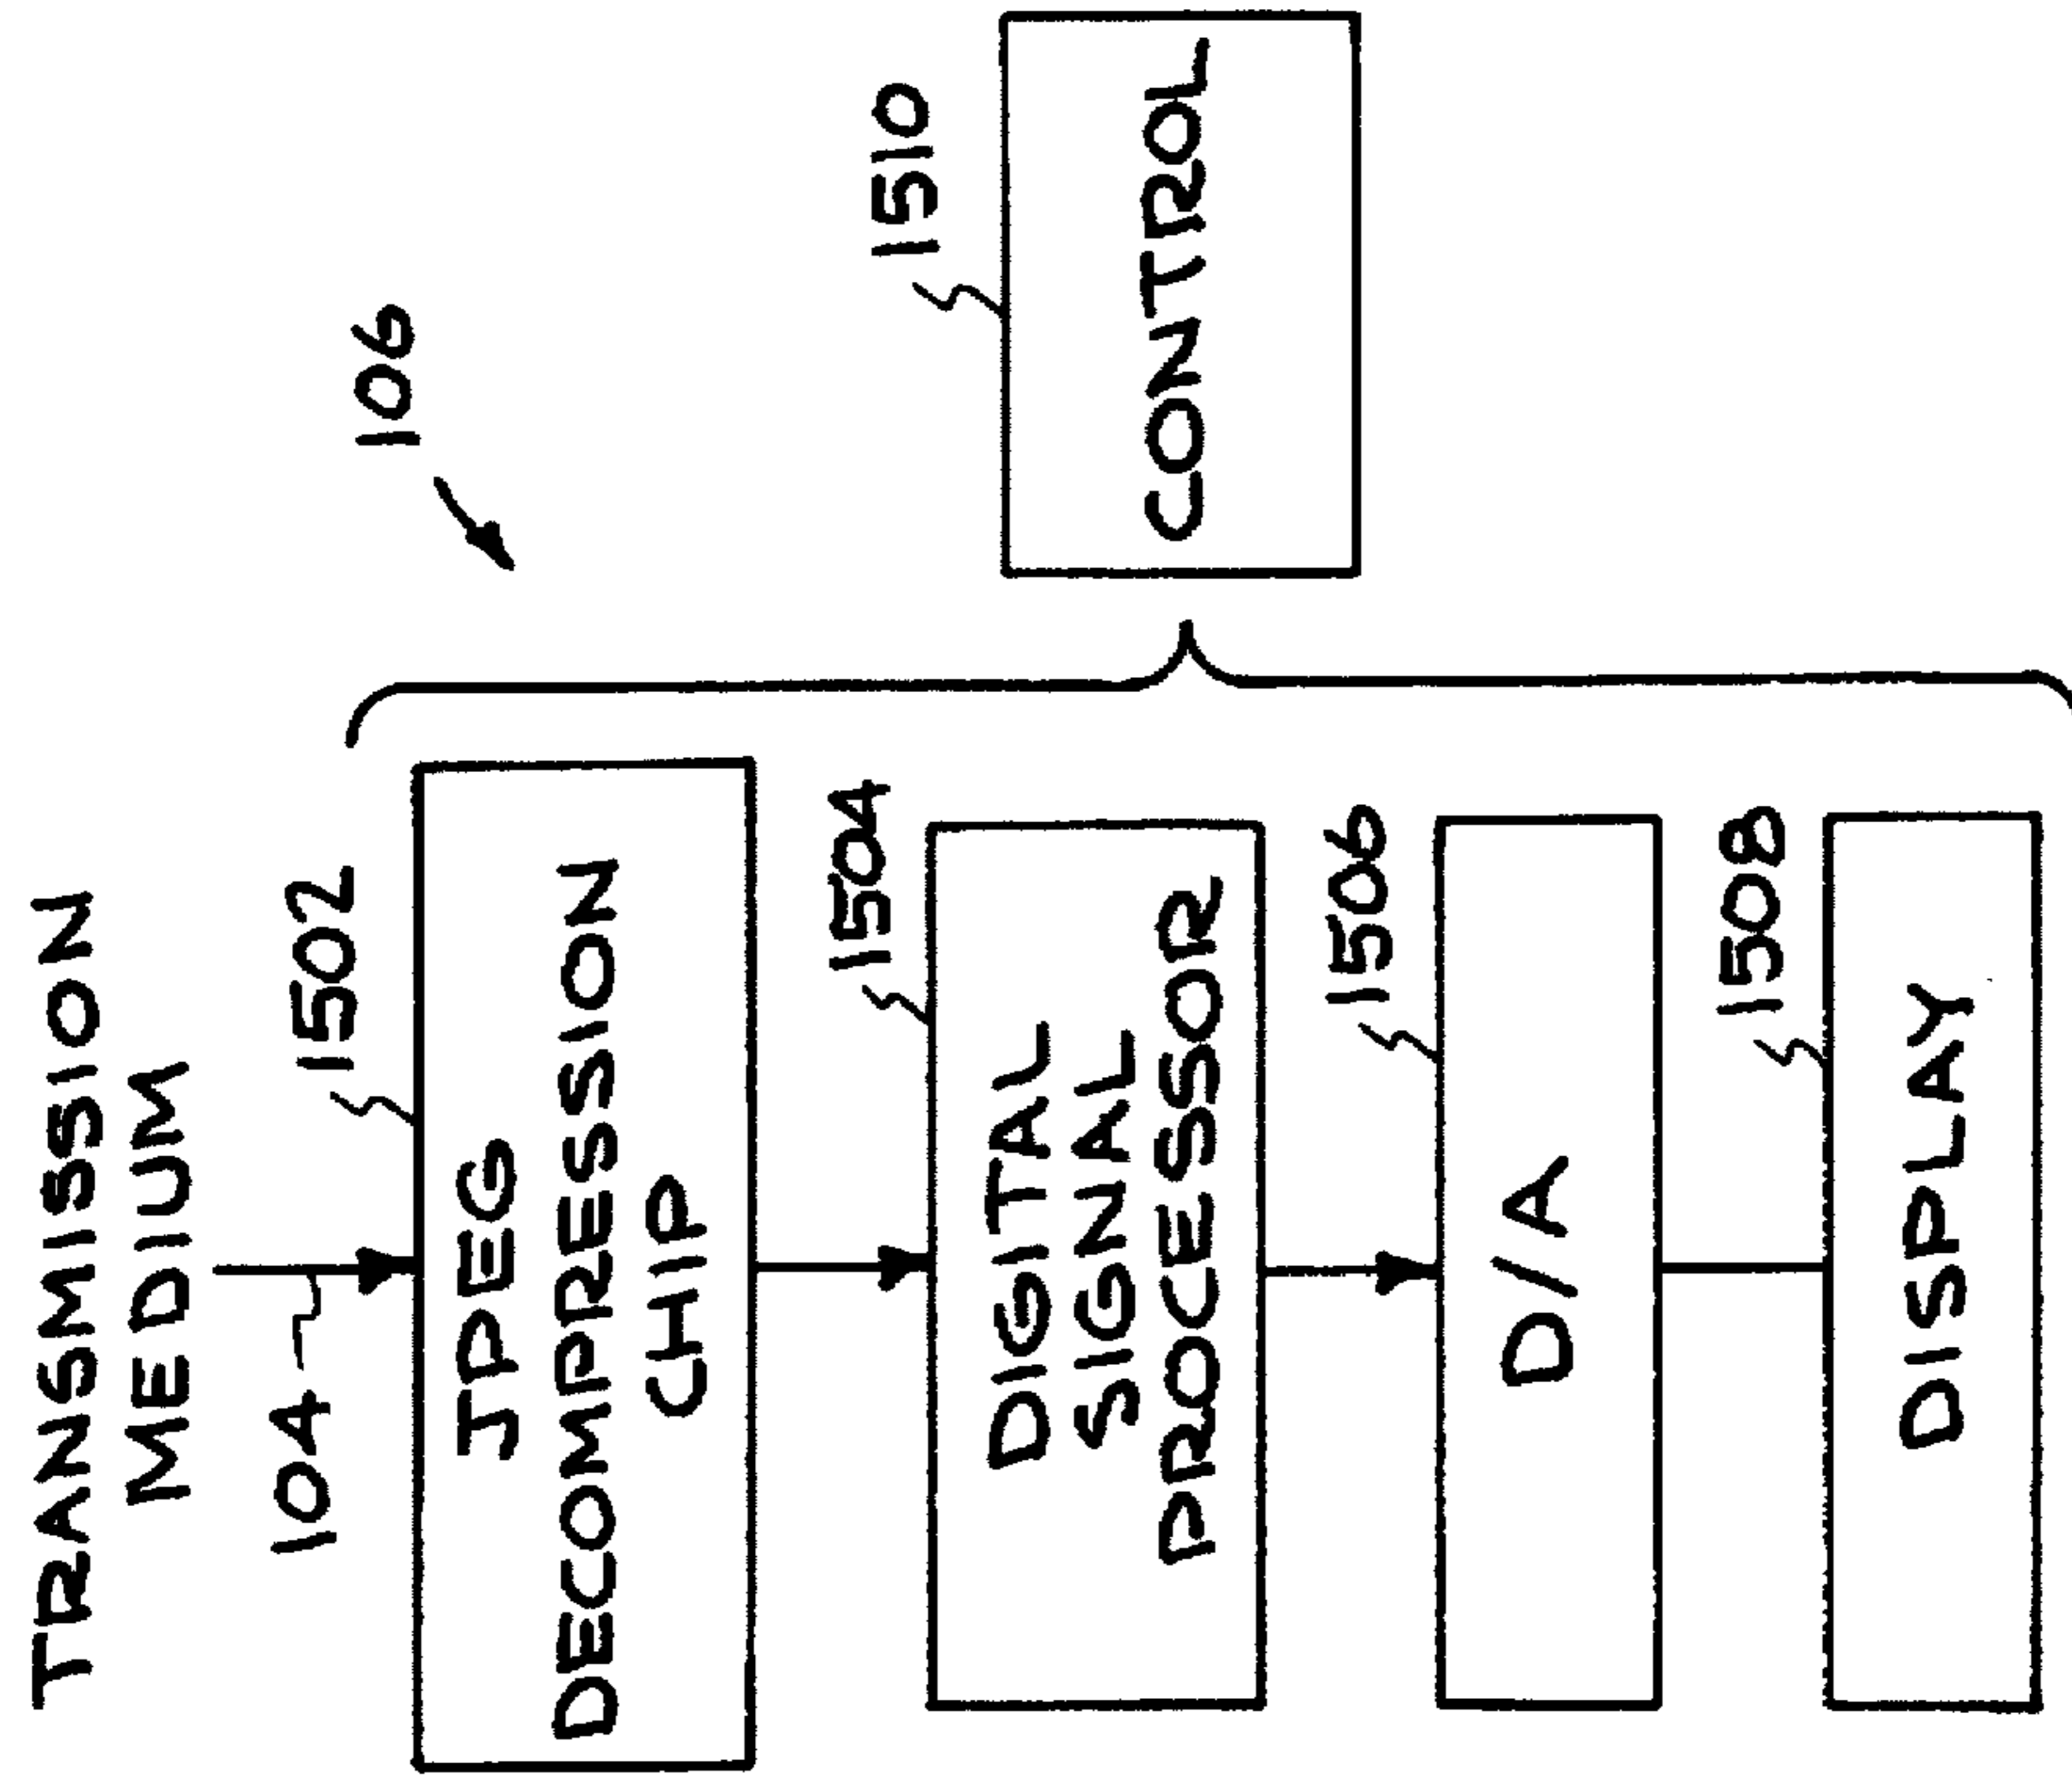 TRANSMISSION
MEDIUM
104
1502
JPEG
DECOMPRESSION
CHIP
1504
DIGITAL
SIGNAL
PROCESSOR
1506
D/A
1508
DISPLAY
106
1510
CONTROL